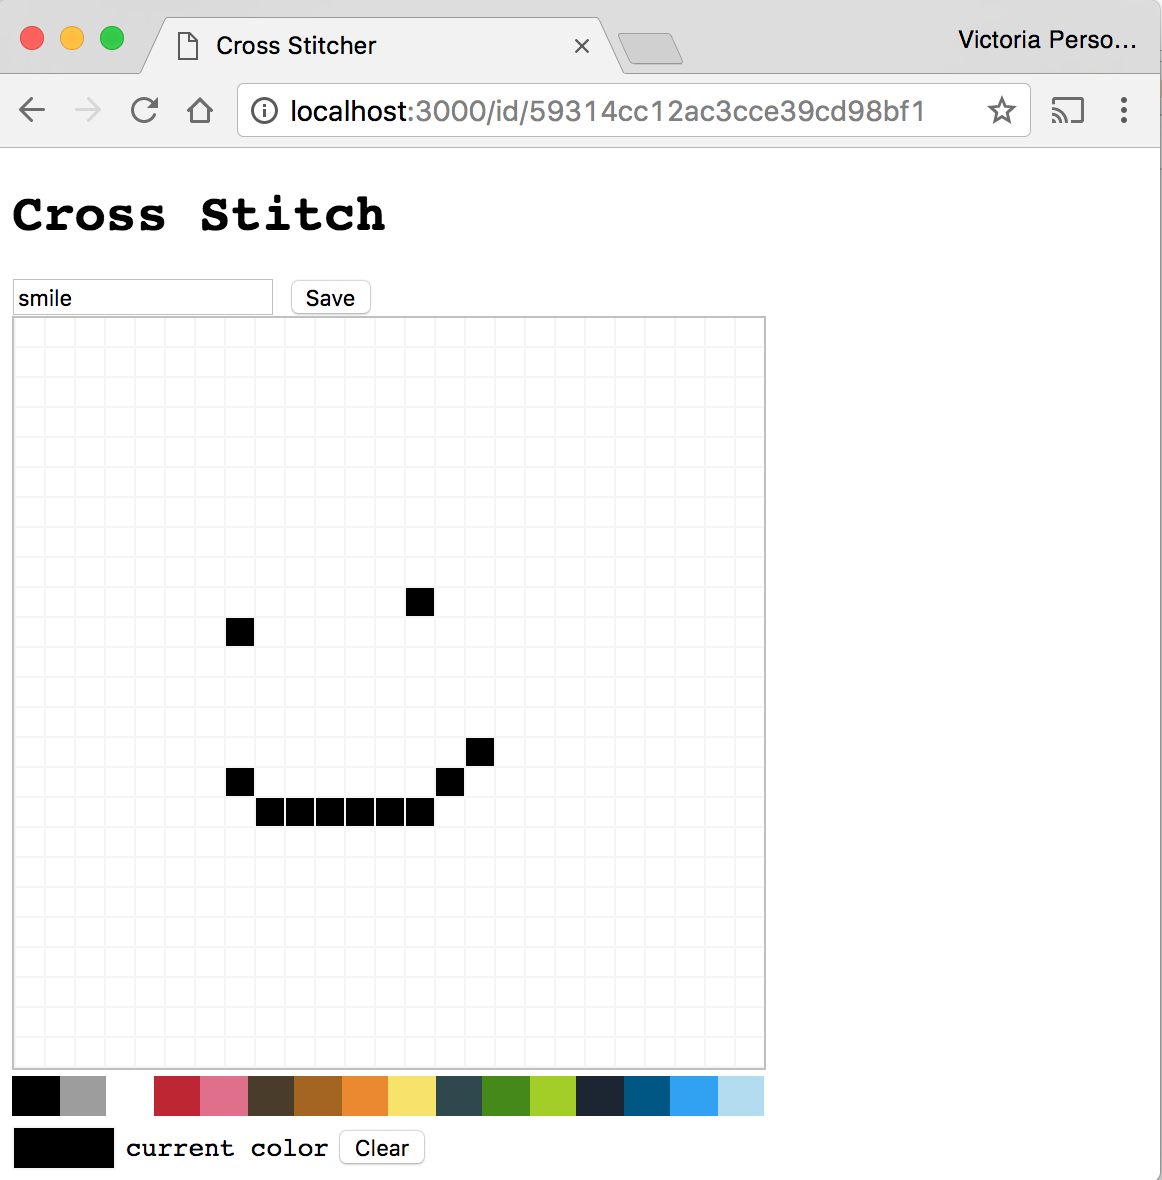 Cross Stitcher
Victoria Perso...
localhost:3000/id/59314cc12ac3cce39cd98bf1
Cross Stitch
smile Save
current color Clear